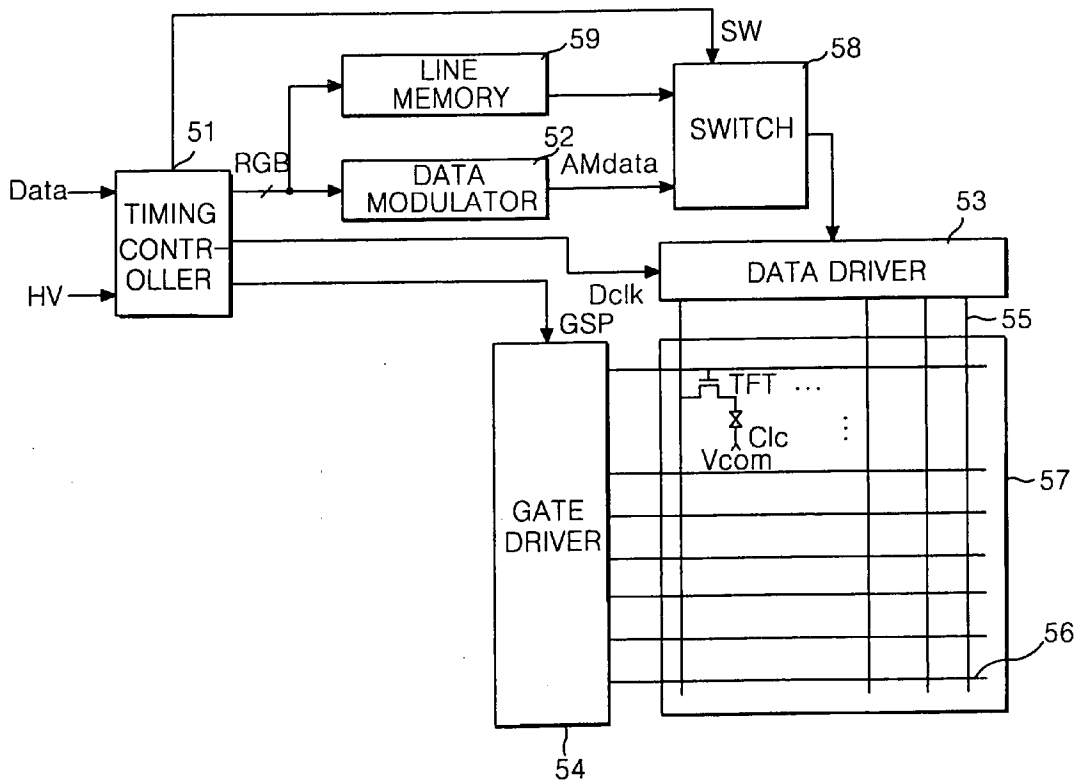 SW
59
58
LINE
MEMORY
51
RGB
52
DATA
MODULATOR
AMdata
SWITCH
Data
TIMING
CONTR-
OLLER
HV
53
DATA DRIVER
Dclk
GSP
55
TFT ...
Clc
Vcom
57
GATE
DRIVER
56
54